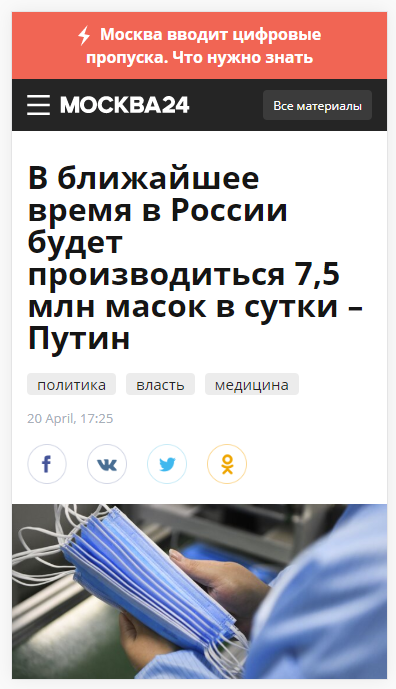 Москва вводит цифровые
пропуска. Что нужно знать
МОСКВА24
Все материалы
В ближайшее
время в России
будет
производиться 7,5
млн масок в сутки –
Путин
политика власть медицина
20 April, 17:25